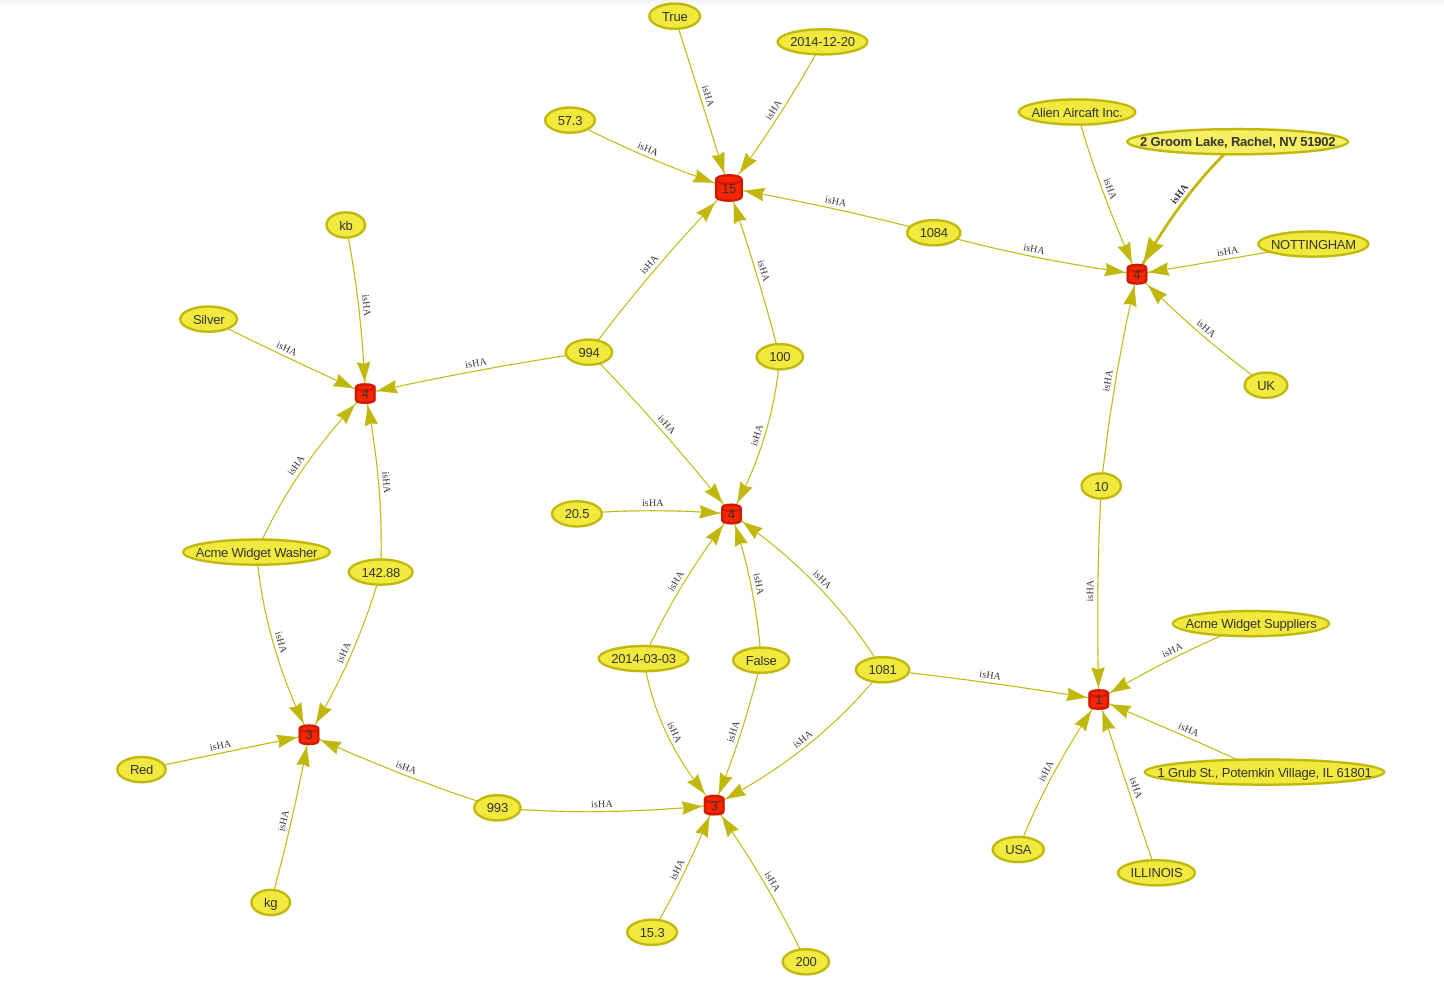 True
2014-12-20
57.3
isHA
isHA
isHA
Alien Aircaft Inc.
2 Groom Lake, Rachel, NV 51902
15
isHA
isHA
isHA
kb
1084
NOTTINGHAM
isHA
isHA
isHA
isHA
4
isHA
Silver
isHA
isHA
isHA
994
100
isHA
isHA
UK
4
isHA
isHA
isHA
isHA
isHA
10
20.5
isHA
4
Acme Widget Washer
142.88
isHA
isHA
isHA
isHA
Acme Widget Suppliers
isHA
isHA
isHA
2014-03-03
False
1081
isHA
1
isHA
isHA
isHA
isHA
Red
isHA
3
isHA
1 Grub St., Potemkin Village, IL 61801
isHA
isHA
993
isHA
3
isHA
USA
isHA
isHA
ILLINOIS
kg
15.3
200